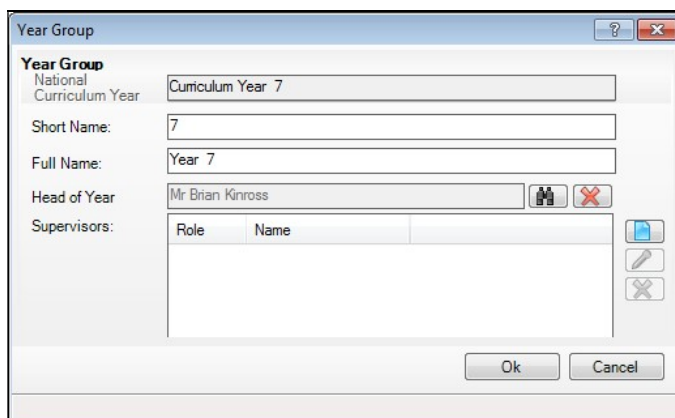 Year Group
Year Group
National
Curriculum Year
Curriculum Year 7
Short Name:
7
Full Name:
Year 7
Head of Year
Mr Brian Kinross
Supervisors:
Role Name
Ok Cancel